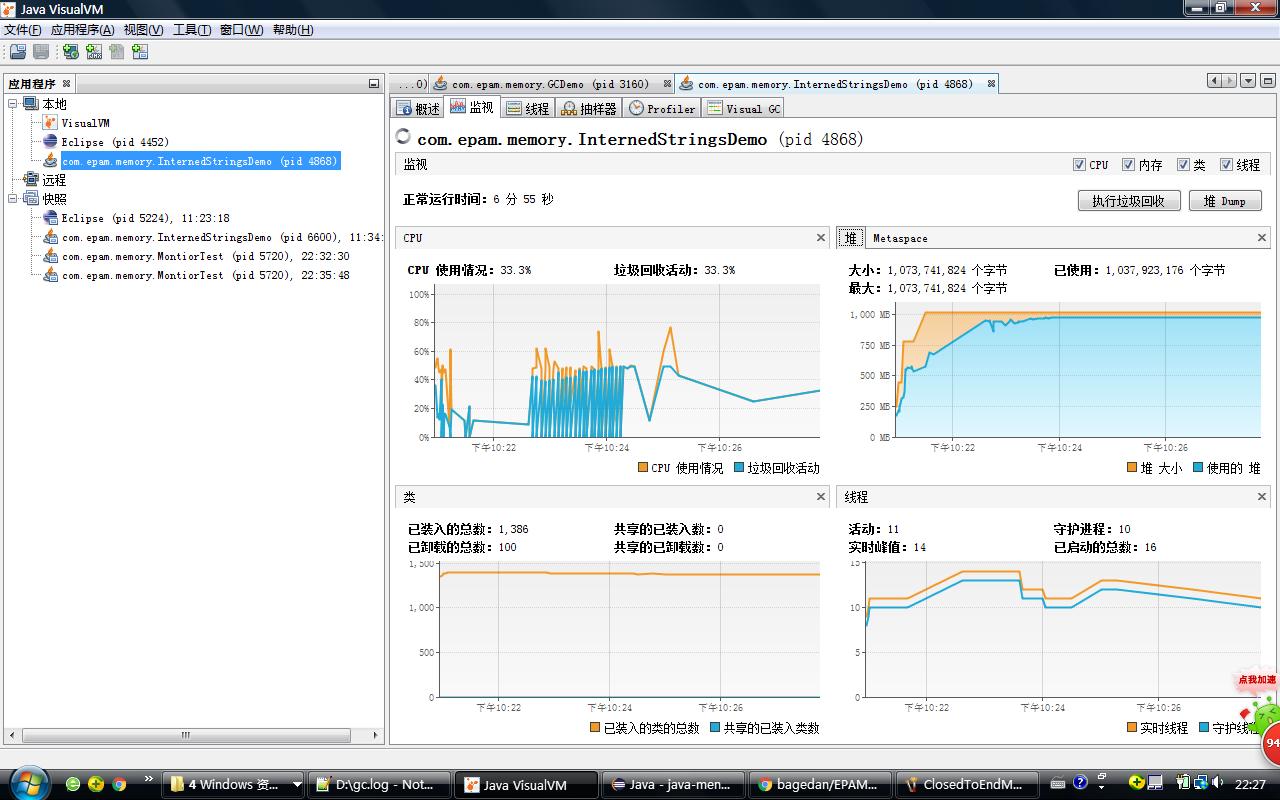 Java VisualVM
文件(F) 应用程序(A) 视图(V) 工具(T) 窗口(W) 帮助(H)
应用程序
本地
VisualVM
Eclipse (pid 4452)
com.epam.memory.InternedStringsDemo (pid 4868)
远程
快照
Eclipse (pid 5224), 11:23:18
com.epam.memory.InternedStringsDemo (pid 6600), 11:34:
com.epam.memory.MontiorTest (pid 5720), 22:32:30
com.epam.memory.MontiorTest (pid 5720), 22:35:48
...0) com.epam.memory.GCDemo (pid 3160) com.epam.memory.InternedStringsDemo (pid 4868)
概述 监视 线程 抽样器 Profiler Visual GC
com.epam.memory.InternedStringsDemo (pid 4868)
监视 CPU 内存 类 线程
正常运行时间：6 分 55 秒 执行垃圾回收 堆 Dump
CPU
CPU 使用情况：33.3% 垃圾回收活动：33.3%
100%
80%
60%
40%
20%
0%
下午10:22 下午10:24 下午10:26
CPU 使用情况 垃圾回收活动
堆 Metaspace
大小：1,073,741,824 个字节 已使用：1,037,923,176 个字节
最大：1,073,741,824 个字节
1,000 MB
750 MB
500 MB
250 MB
0 MB
下午10:22 下午10:24 下午10:26
堆 大小 使用的 堆
类
已装入的总数：1,386 共享的已装入数：0
已卸载的总数：100 共享的已卸载数：0
1,500
1,000
500
0
下午10:22 下午10:24 下午10:26
已装入的类的总数 共享的已装入类数
线程
活动：11 守护进程：10
实时峰值：14 已启动的总数：16
15
10
5
0
下午10:22 下午10:24 下午10:26
实时线程 守护线
点我加速
94
4 Windows 资... D:\gc.log - Not... Java VisualVM Java - java-men... bagedan/EPAM... ClosedToEndM... 22:27